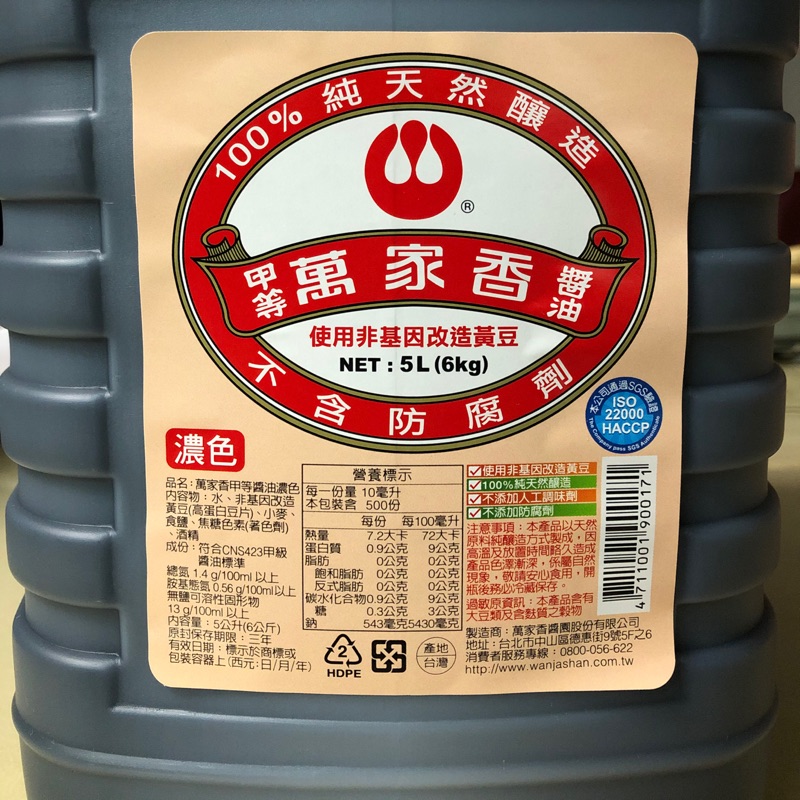 100%純天然釀造
®
甲等
萬家香
醬油
使用非基因改造黃豆
NET : 5L (6kg)
不含防腐劑
本公司通過SGS驗證
ISO
22000
HACCP
The Company pass SGS Authenticate
濃色
品名：萬家香甲等醬油濃色
內容物：水、非基因改造
黃豆(高蛋白豆片)、小麥、
食鹽、焦糖色素(著色劑)
、酒精
成份：符合CNS423甲級
醬油標準
總氮 1.4 g/100ml 以上
胺基態氮 0.56 g/100ml以上
無鹽可溶性固形物
13 g/100ml以上
內容量：5公升(6公斤)
原封保存期限：三年
有效日期：標示於商標或
包裝容器上(西元:日/月/年)
營養標示
每一份量 10毫升
本包裝含 500份
每份 每100毫升
熱量 7.2大卡 72大卡
蛋白質 0.9公克 9公克
脂肪 0公克 0公克
飽和脂肪 0公克 0公克
反式脂肪 0公克 0公克
碳水化合物 0.9公克 9公克
糖 0.3公克 3公克
鈉 543毫克 5430毫克
使用非基因改造黃豆
100%純天然釀造
不添加人工調味劑
不添加防腐劑
注意事項：本產品以天然
原料純釀造方式製成，因
高溫及放置時間略久造成
產品色澤漸深，係屬自然
現象，敬請安心食用，開
瓶後務必冷藏保存。
過敏原資訊：本產品含有
大豆類及含麩質之穀物
4 711001 900171
2
HDPE
產地
台灣
製造商：萬家香醬園股份有限公司
地址：台北市中山區德惠街9號5F之6
消費者服務專線：0800-056-622
http://www.wanjashan.com.tw